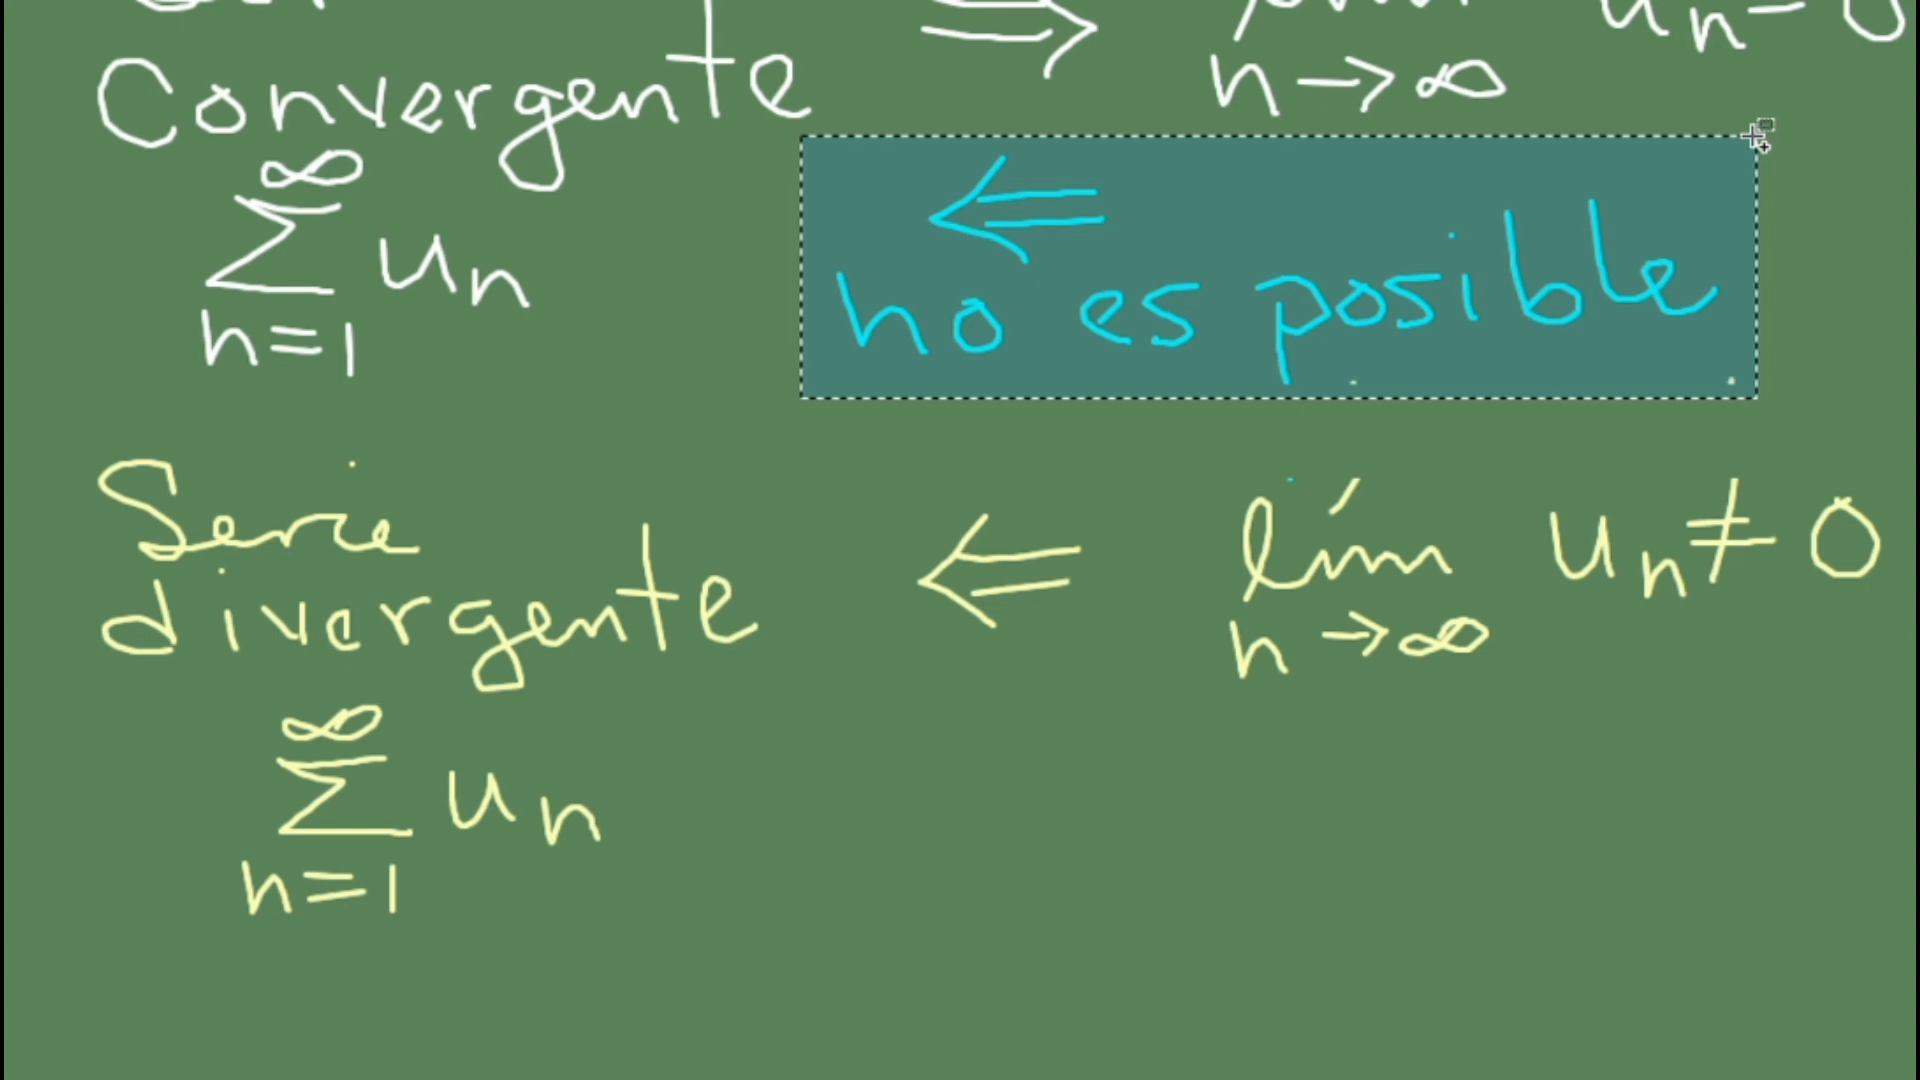 Convergente ⇒ lím uₙ = 0
n→∞
∞
Σ uₙ
n=1
⇐
no es posible
Serie
divergente ⇐ lím uₙ ≠ 0
n→∞
∞
Σ uₙ
n=1